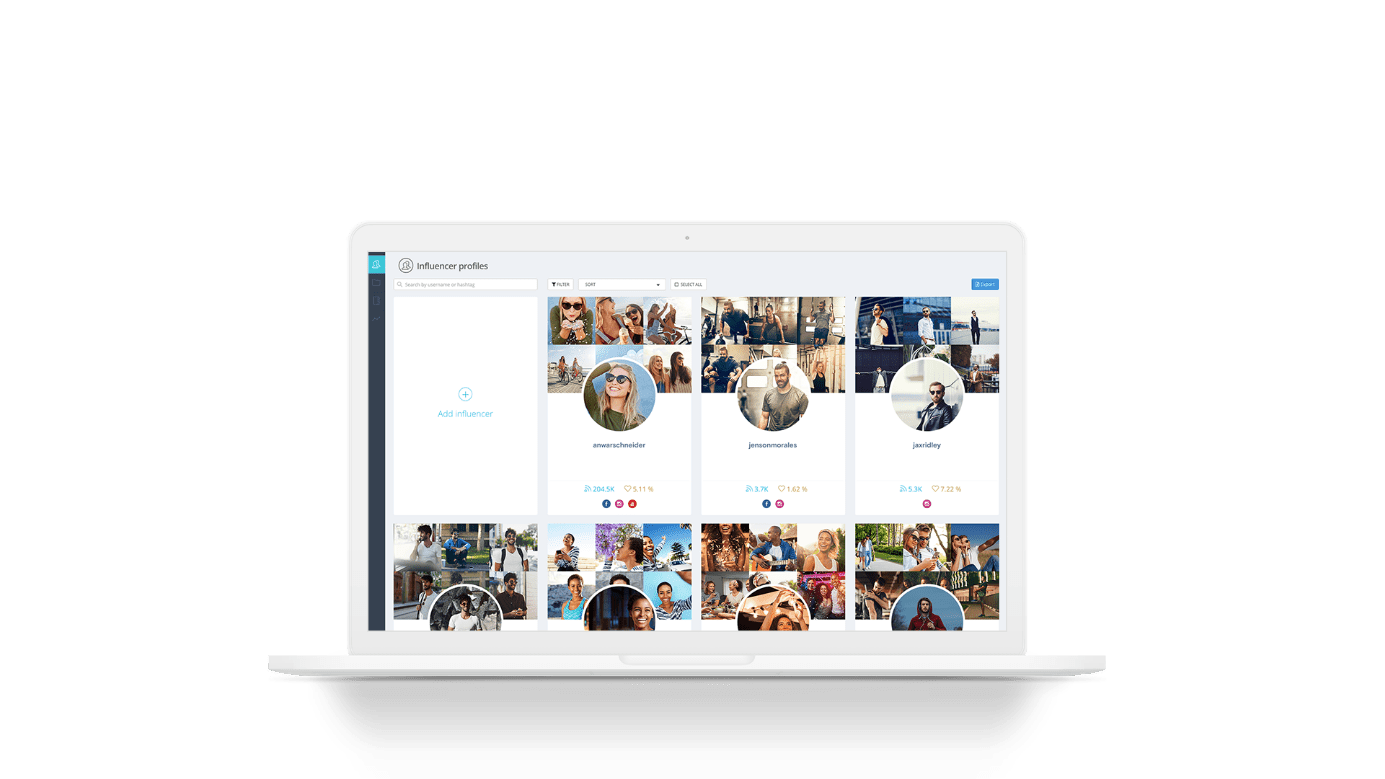 Influencer profiles
Search by username or hashtag
FILTER
SORT
SELECT ALL
Export
Add influencer
anwarschneider
jensonmorales
jaxridley
204.5K 5.11 %
3.7K 1.62 %
5.3K 7.22 %